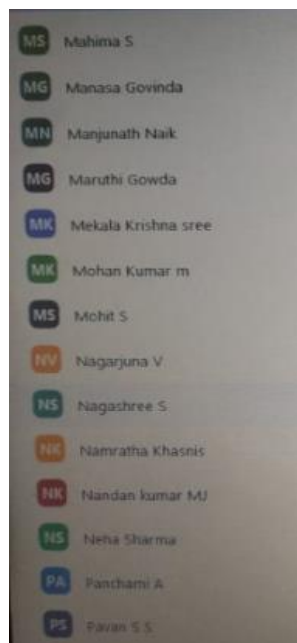 MS Mahima S
MG Manasa Govinda
MN Manjunath Naik
MG Maruthi Gowda
MK Mekala Krishna sree
MK Mohan Kumar m
MS Mohit S
NV Nagarjuna V
NS Nagashree S
NK Namratha Khasnis
NK Nandan kumar MJ
NS Neha Sharma
PA Panchami A
PS Pavan S S